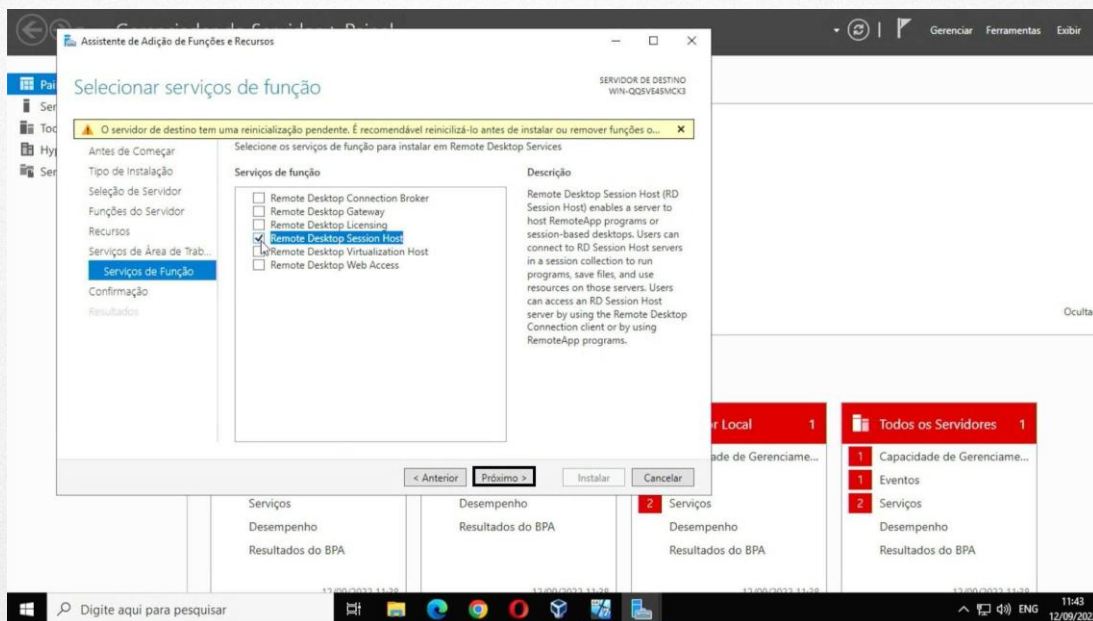 Gerenciar Ferramentas Exibir
Assistente de Adição de Funções e Recursos
Selecionar serviços de função
SERVIDOR DE DESTINO
WIN-QQSVE45MCK3
O servidor de destino tem uma reinicialização pendente. É recomendável reinicilizá-lo antes de instalar ou remover funções o...
Antes de Começar
Tipo de Instalação
Seleção de Servidor
Funções do Servidor
Recursos
Serviços de Área de Trab...
Serviços de Função
Confirmação
Resultados
Selecione os serviços de função para instalar em Remote Desktop Services
Serviços de função
Remote Desktop Connection Broker
Remote Desktop Gateway
Remote Desktop Licensing
Remote Desktop Session Host
Remote Desktop Virtualization Host
Remote Desktop Web Access
Descrição
Remote Desktop Session Host (RD
Session Host) enables a server to
host RemoteApp programs or
session-based desktops. Users can
connect to RD Session Host servers
in a session collection to run
programs, save files, and use
resources on those servers. Users
can access an RD Session Host
server by using the Remote Desktop
Connection client or by using
RemoteApp programs.
< Anterior Próximo > Instalar Cancelar
Pai
Ser
Toc
Hyp
Ser
Oculta
Serviços
Desempenho
Resultados do BPA
Desempenho
Resultados do BPA
r Local 1
ade de Gerenciame...
2 Serviços
Desempenho
Resultados do BPA
Todos os Servidores 1
1 Capacidade de Gerenciame...
1 Eventos
2 Serviços
Desempenho
Resultados do BPA
Digite aqui para pesquisar
ENG
11:43
12/09/202